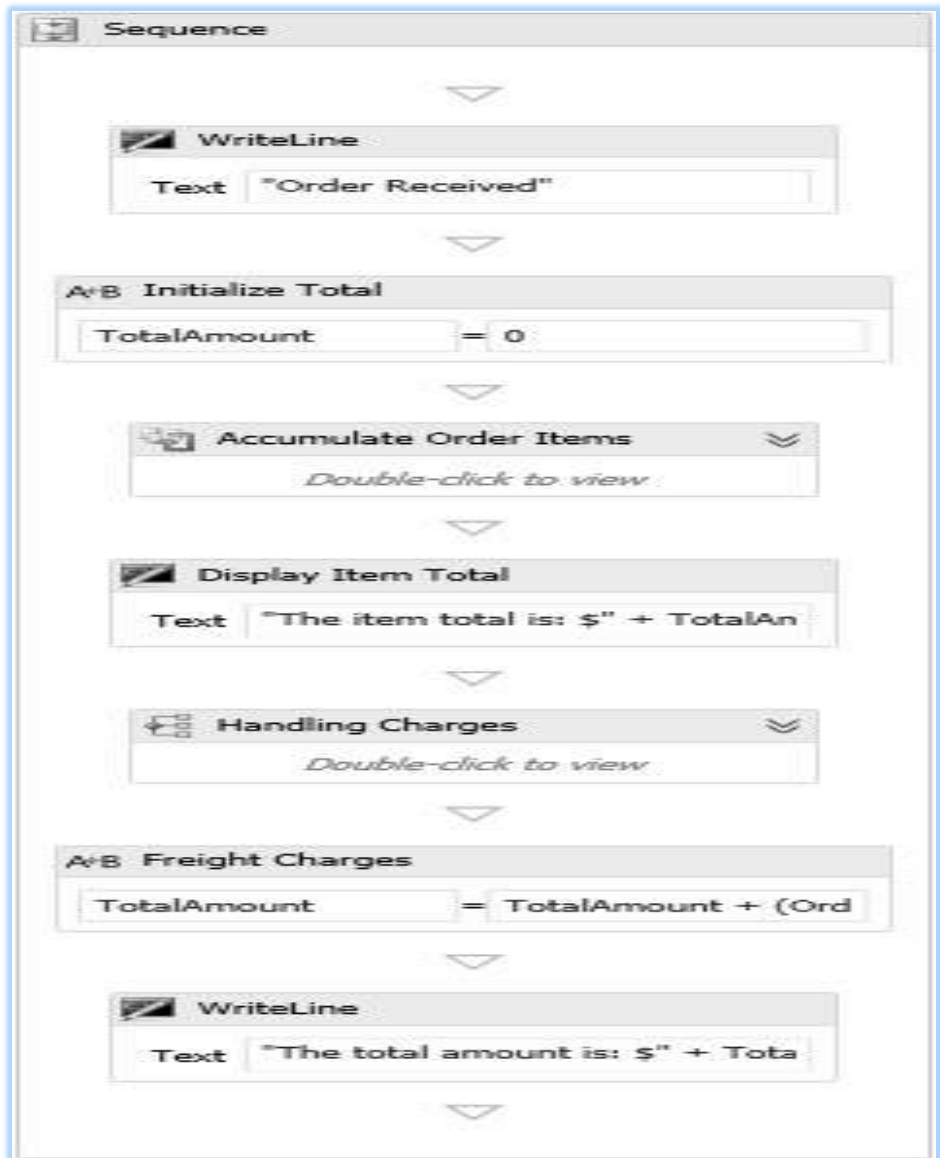 Sequence
WriteLine
Text "Order Received"
A+B Initialize Total
TotalAmount = 0
Accumulate Order Items
Double-click to view
Display Item Total
Text "The item total is: $" + TotalAn
Handling Charges
Double-click to view
A+B Freight Charges
TotalAmount = TotalAmount + (Ord
WriteLine
Text "The total amount is: $" + Tota